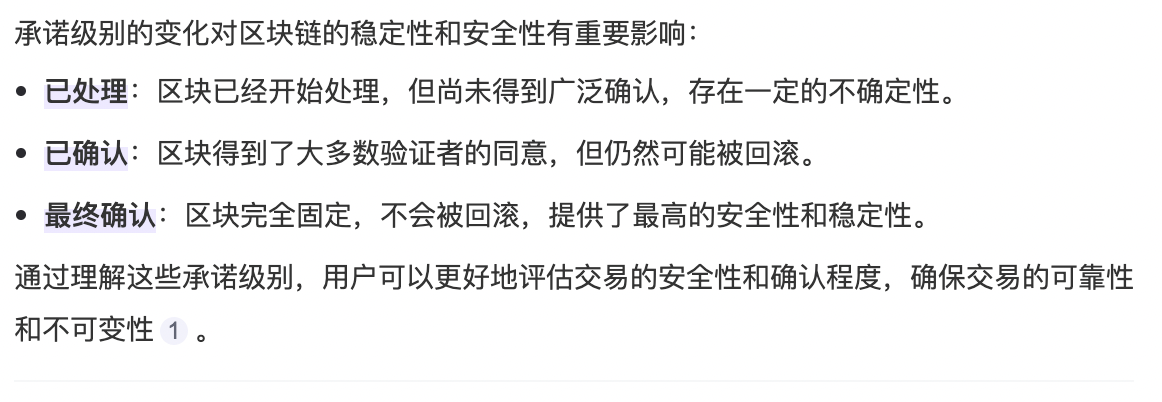 承诺级别的变化对区块链的稳定性和安全性有重要影响：
• 已处理：区块已经开始处理，但尚未得到广泛确认，存在一定的不确定性。
• 已确认：区块得到了大多数验证者的同意，但仍然可能被回滚。
• 最终确认：区块完全固定，不会被回滚，提供了最高的安全性和稳定性。
通过理解这些承诺级别，用户可以更好地评估交易的安全性和确认程度，确保交易的可靠性
和不可变性 1 。